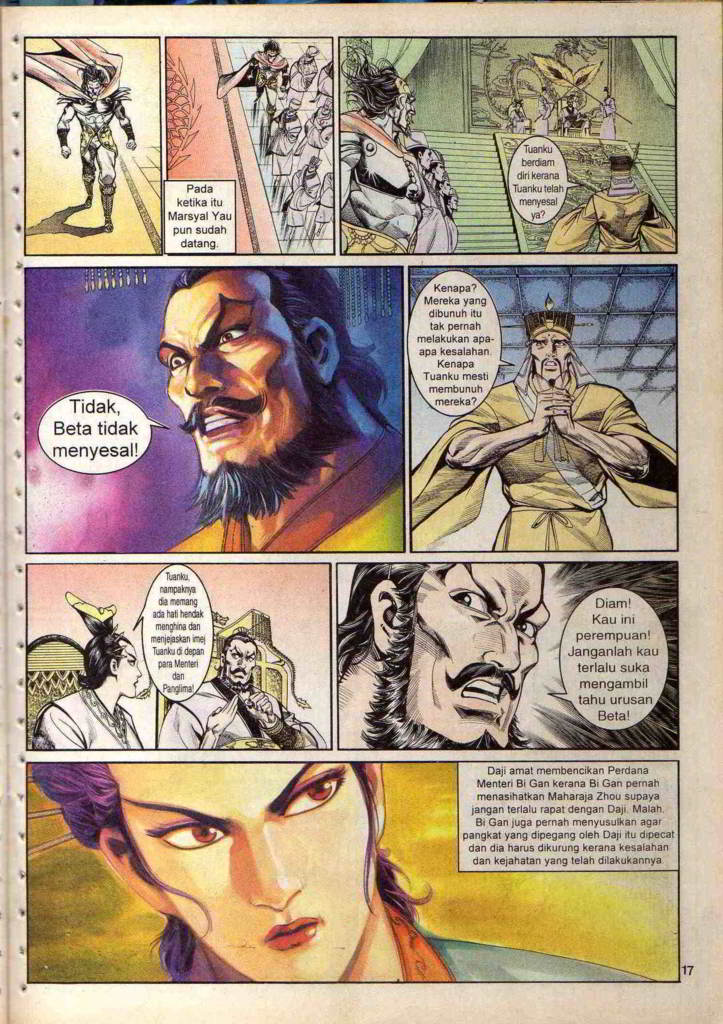 Pada
ketika itu
Marsyal Yau
pun sudah
datang.
Tuanku
berdiam
diri kerana
Tuanku telah
menyesal
ya?
Tidak,
Beta tidak
menyesal!
Kenapa?
Mereka yang
dibunuh itu
tak pernah
melakukan apa-
apa kesalahan.
Kenapa
Tuanku mesti
membunuh
mereka?
Tuanku,
nampaknya
dia memang
ada hati hendak
menghina dan
menjejaskan imej
Tuanku di depan
para Menteri
dan
Panglima!
Diam!
Kau ini
perempuan!
Janganlah kau
terlalu suka
mengambil
tahu urusan
Beta!
Daji amat membencikan Perdana
Menteri Bi Gan kerana Bi Gan pernah
menasihatkan Maharaja Zhou supaya
jangan terlalu rapat dengan Daji. Malah,
Bi Gan juga pernah menyusulkan agar
pangkat yang dipegang oleh Daji itu dipecat
dan dia harus dikurung kerana kesalahan
dan kejahatan yang telah dilakukannya.
17